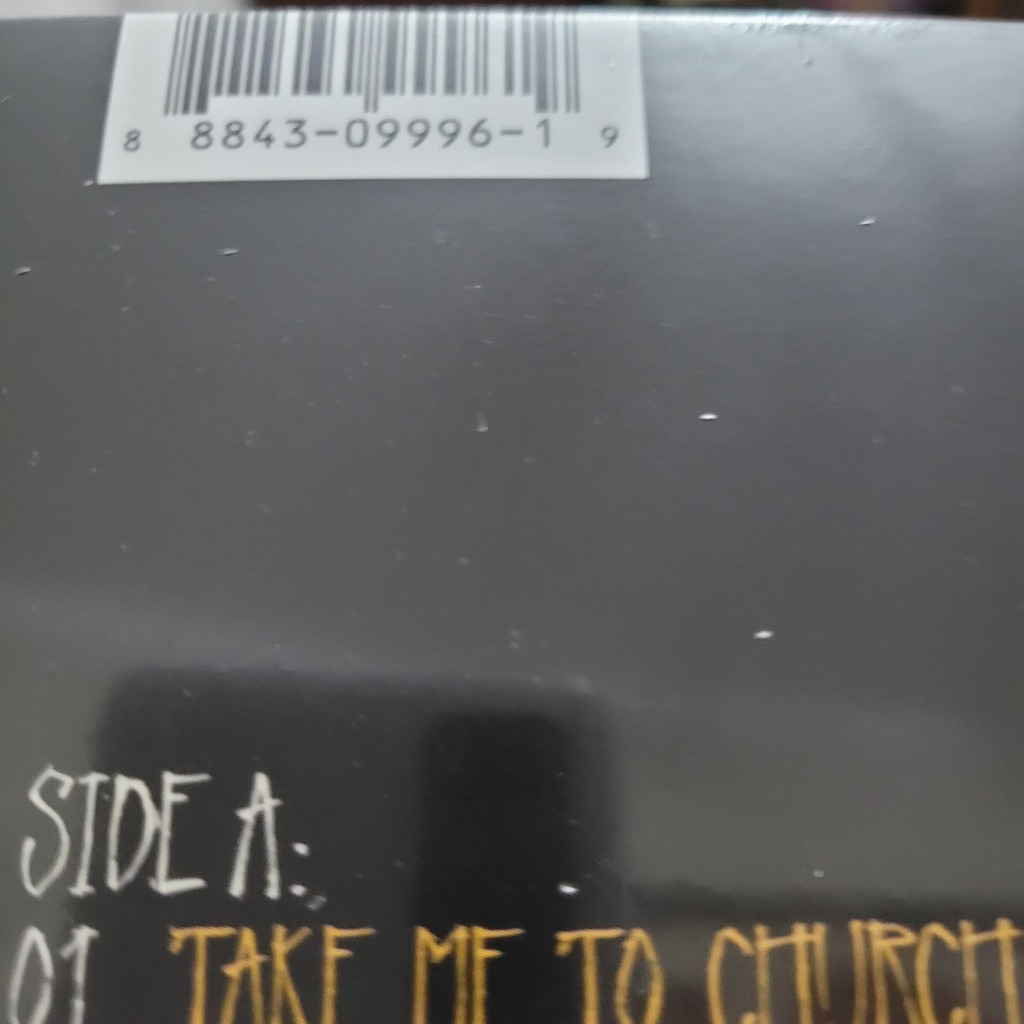 8 8843-09996-1 9
SIDE A:
01 TAKE ME TO CHURCH